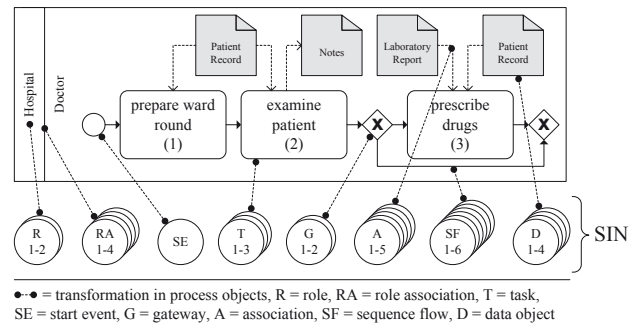 Patient
Record
Notes
Laboratory
Report
Patient
Record
Hospital
Doctor
prepare ward
round
(1)
examine
patient
(2)
X
prescribe
drugs
(3)
X
R
1-2
RA
1-4
SE
T
1-3
G
1-2
A
1-5
SF
1-6
D
1-4
SIN
= transformation in process objects, R = role, RA = role association, T = task,
SE = start event, G = gateway, A = association, SF = sequence flow, D = data object